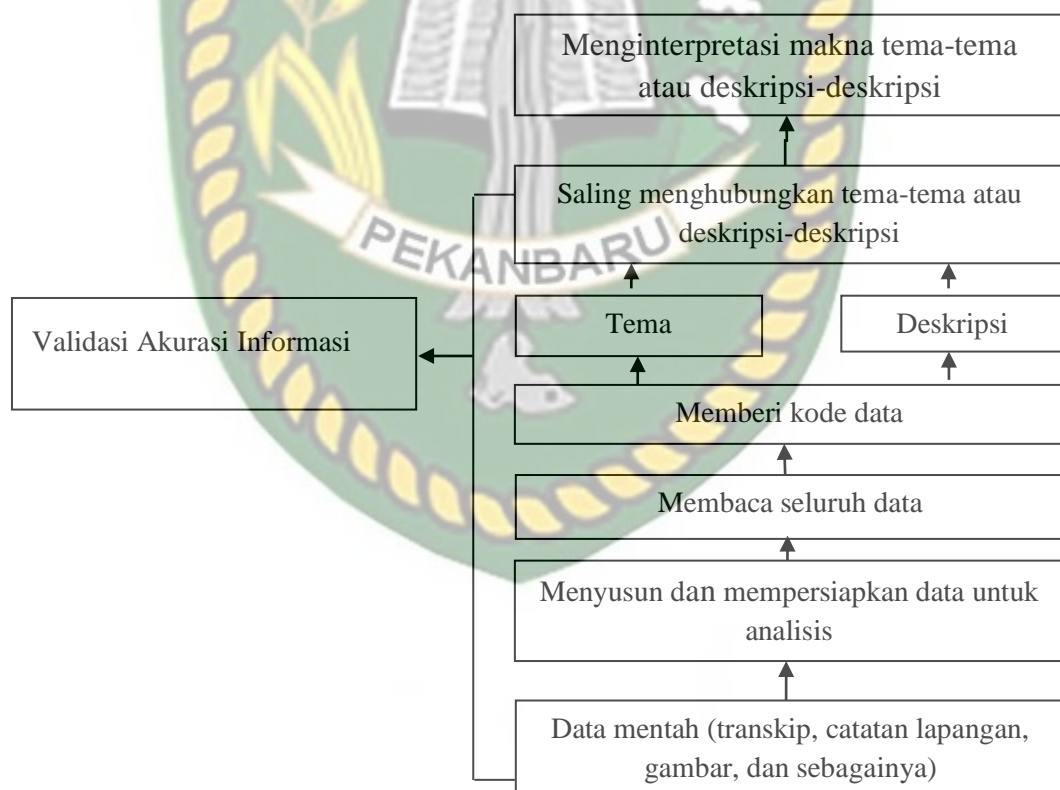 Menginterpretasi makna tema-tema
atau deskripsi-deskripsi
Saling menghubungkan tema-tema atau
deskripsi-deskripsi
PEKANBARU
Tema
Deskripsi
Validasi Akurasi Informasi
Memberi kode data
Membaca seluruh data
Menyusun dan mempersiapkan data untuk
analisis
Data mentah (transkip, catatan lapangan,
gambar, dan sebagainya)